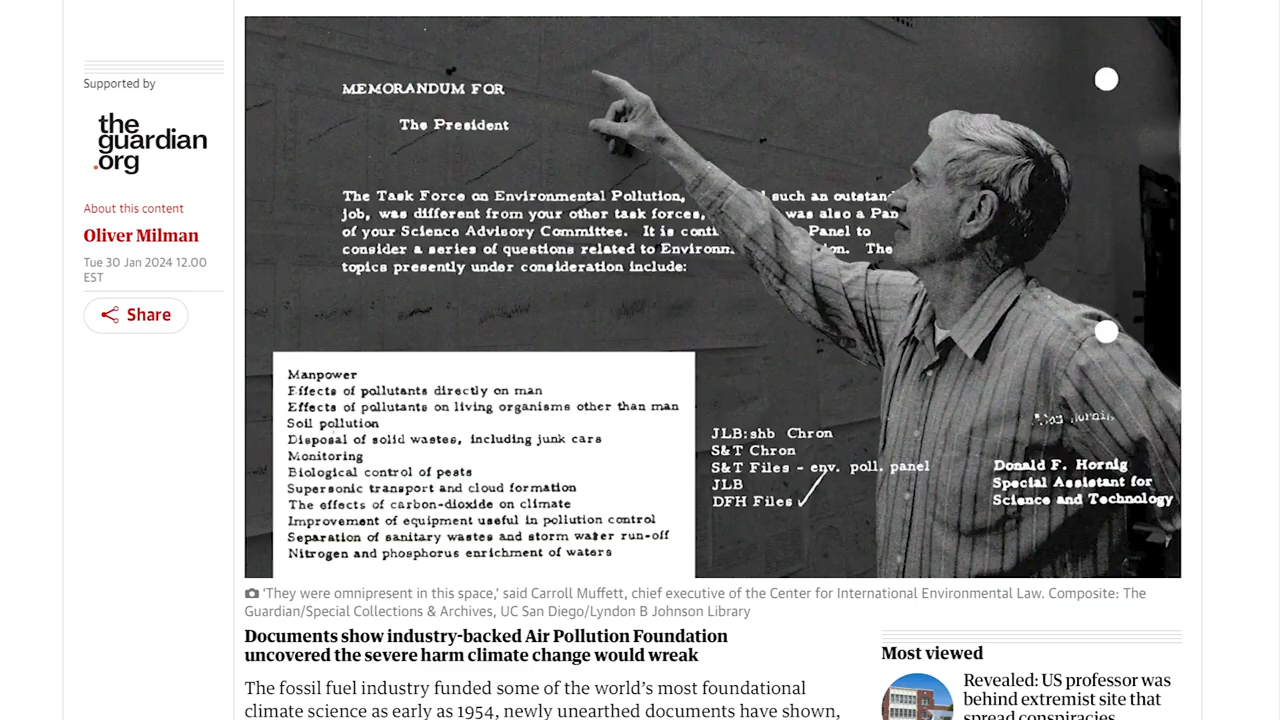 Supported by
the
guardian
.org
About this content
Oliver Milman
Tue 30 Jan 2024 12.00
EST
Share
MEMORANDUM FOR
The President
The Task Force on Environmental Pollution, such an outstand
job, was different from your other task forces, was also a Pan
of your Science Advisory Committee. It is conti Panel to
consider a series of questions related to Environm on. The
topics presently under consideration include:
Manpower
Effects of pollutants directly on man
Effects of pollutants on living organisms other than man
Soil pollution
Disposal of solid wastes, including junk cars
Monitoring
Biological control of pests
Supersonic transport and cloud formation
The effects of carbon-dioxide on climate
Improvement of equipment useful in pollution control
Separation of sanitary wastes and storm water run-off
Nitrogen and phosphorus enrichment of waters
JLB:shb Chron
S&T Chron
S&T Files - env. poll. panel
JLB
DFH Files
Donald F. Hornig
Special Assistant for
Science and Technology
‘They were omnipresent in this space,’ said Carroll Muffett, chief executive of the Center for International Environmental Law. Composite: The
Guardian/Special Collections & Archives, UC San Diego/Lyndon B Johnson Library
Documents show industry-backed Air Pollution Foundation
uncovered the severe harm climate change would wreak
The fossil fuel industry funded some of the world’s most foundational
climate science as early as 1954, newly unearthed documents have shown,
Most viewed
Revealed: US professor was
behind extremist site that
spread conspiracies